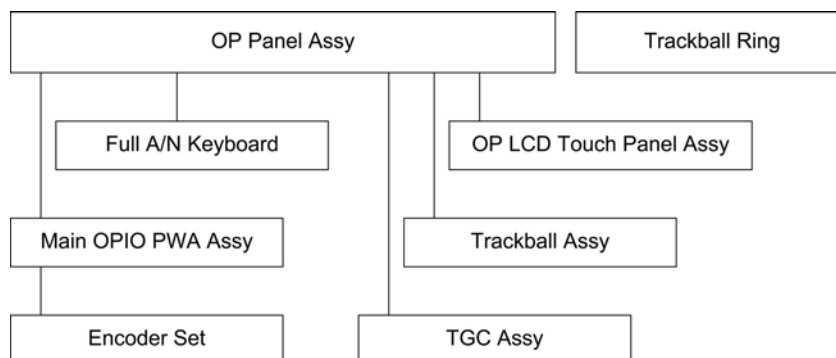 OP Panel Assy
Trackball Ring
Full A/N Keyboard
OP LCD Touch Panel Assy
Main OPIO PWA Assy
Trackball Assy
Encoder Set
TGC Assy